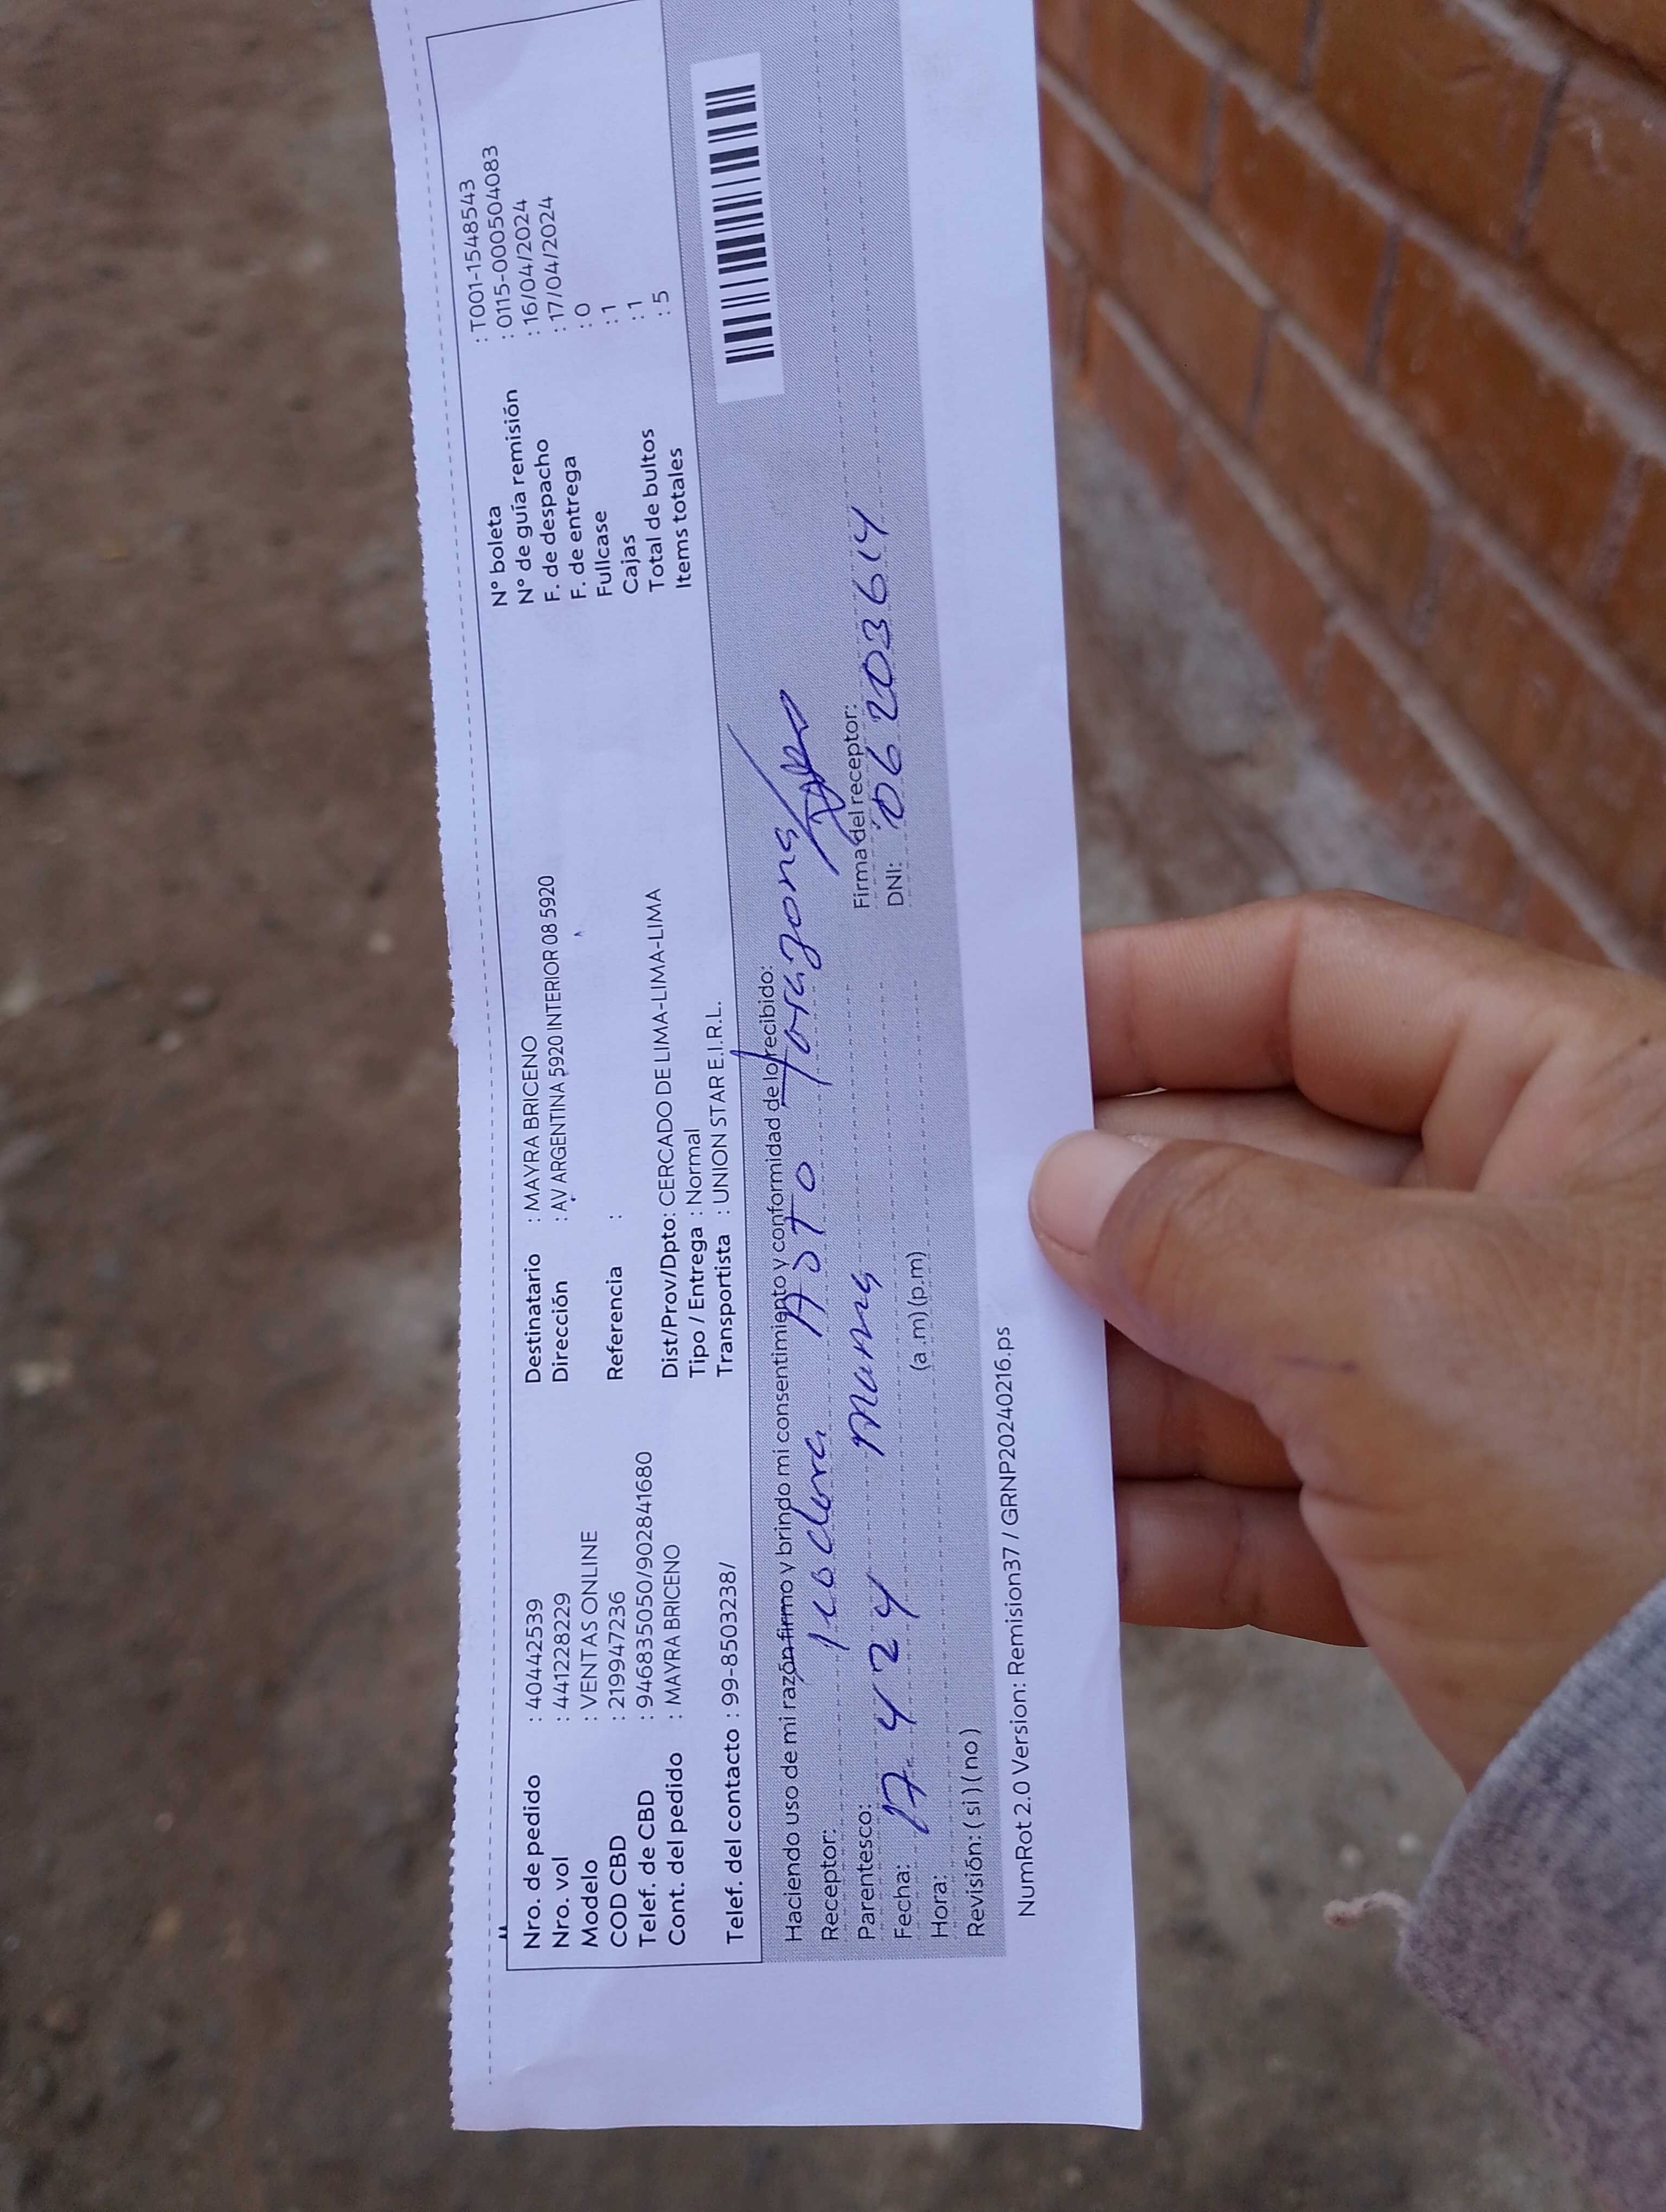 Nro. de pedido : 40442539
Nro. vol : 441228229
Modelo : VENTAS ONLINE
COD CBD : 219947236
Telef. de CBD : 946835050/902841680
Cont. del pedido : MAYRA BRICENO
Telef. del contacto : 99-8503238/
Destinatario : MAYRA BRICENO
Dirección : AV ARGENTINA 5920 INTERIOR 08 5920
Referencia :
Dist/Prov/Dpto: CERCADO DE LIMA-LIMA-LIMA
Tipo / Entrega : Normal
Transportista : UNION STAR E.I.R.L.
N° boleta : T001-1548543
N° de guía remisión : 0115-000504083
F. de despacho : 16/04/2024
F. de entrega : 17/04/2024
Fullcase : 0
Cajas : 1
Total de bultos : 1
Items totales : 5
Haciendo uso de mi razón firmo y brindo mi consentimiento y conformidad de lo recibido:
Receptor: Soto
Parentesco: mama
Firma del receptor:
Fecha: 17 4 24
DNI: 06203614
Hora: (a .m) (p.m)
Revisión: ( si ) ( no )
NumRot 2.0 Version: Remision37 / GRNP20240216.ps